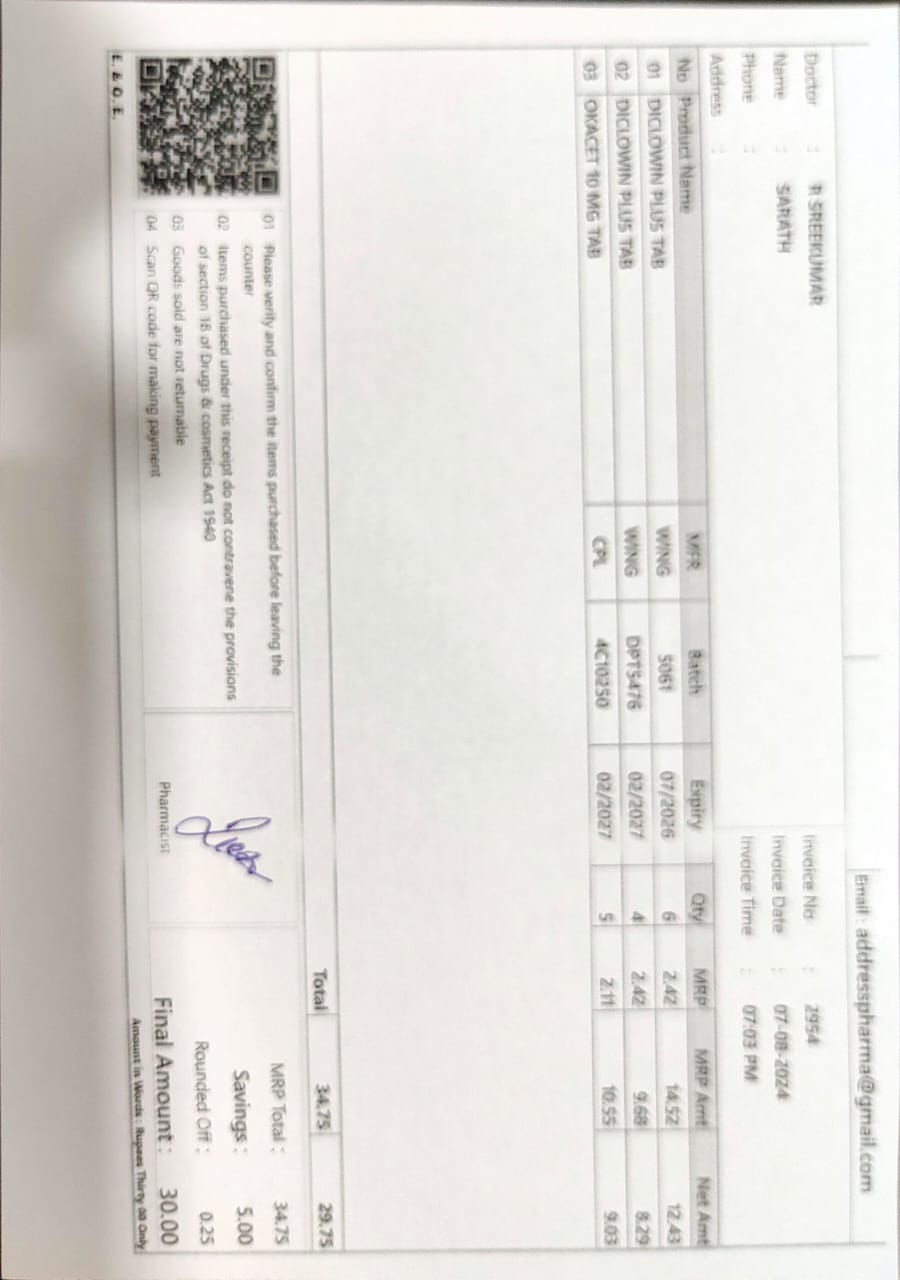 Email : addresspharma@gmail.com
Doctor : R SREEKUMAR
Name : SARATH
Phone :
Address :
Invoice No : 2954
Invoice Date : 07-08-2024
Invoice Time : 07:03 PM
No Product Name MFR Batch Expiry Qty MRP MRP Amt Net Amt
01 DICLOWIN PLUS TAB WING 5061 07/2026 6 2.42 14.52 12.43
02 DICLOWIN PLUS TAB WING DPT5476 02/2027 4 2.42 9.68 8.29
03 OKACET 10 MG TAB CPL 4C10250 02/2027 5 2.11 10.55 9.03
Total 34.75 29.75
01 Please verify and confirm the items purchased before leaving the
counter
02 Items purchased under this receipt do not contravene the provisions
of section 18 of Drugs & cosmetics Act 1940
03 Goods sold are not returnable
04 Scan QR code for making payment
Pharmacist
MRP Total : 34.75
Savings : 5.00
Rounded Off : 0.25
Final Amount : 30.00
Amount in Words : Rupees Thirty 00 Only
E. & O. E.